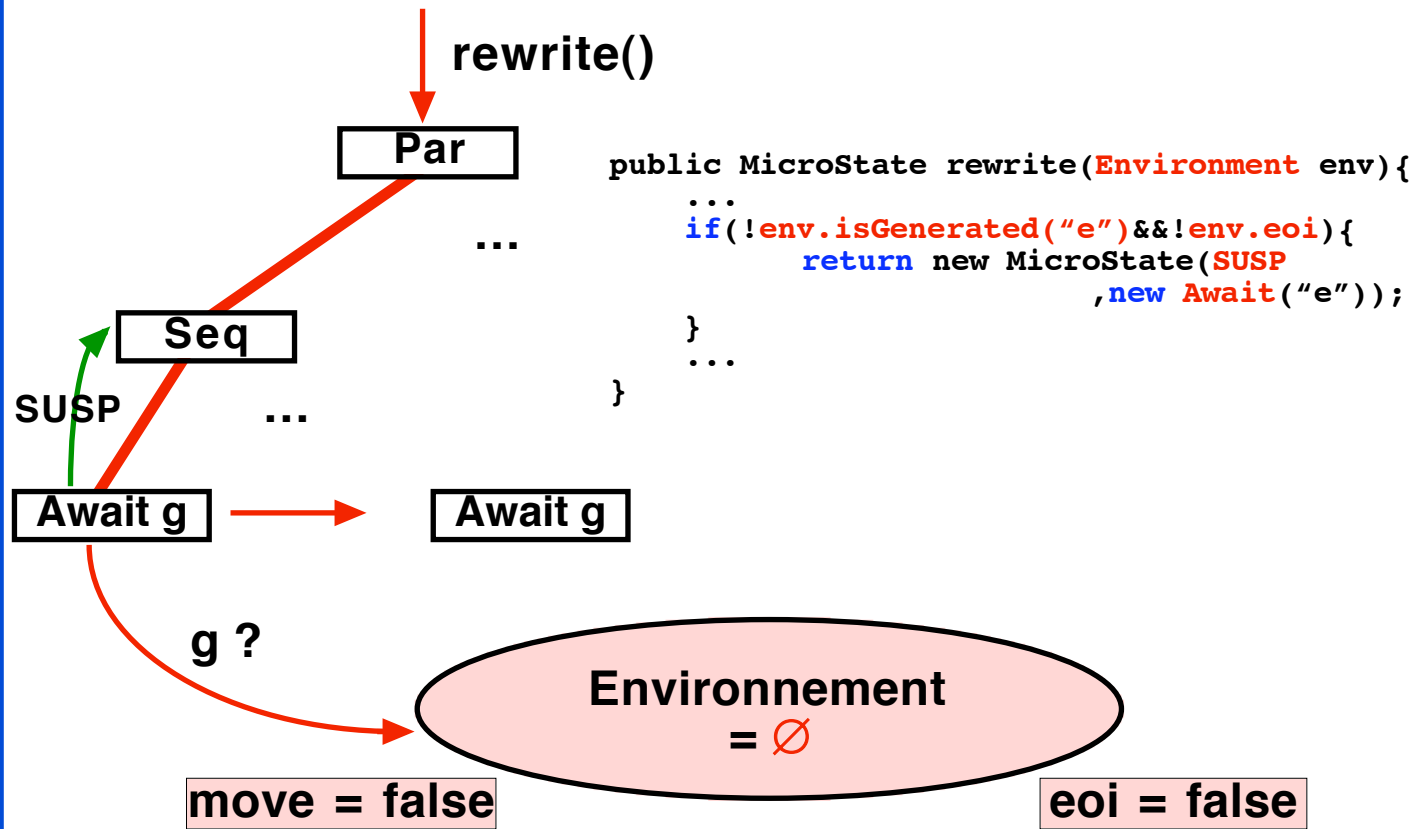 rewrite()
Par
public MicroState rewrite(Environment env){
...
if(!env.isGenerated(“e”)&&!env.eoi){
...
return new MicroState(SUSP
,new Await(“e”));
Seq
}
...
SUSP
...
}
Await g
Await g
g ?
Environnement
= ∅
move = false
eoi = false